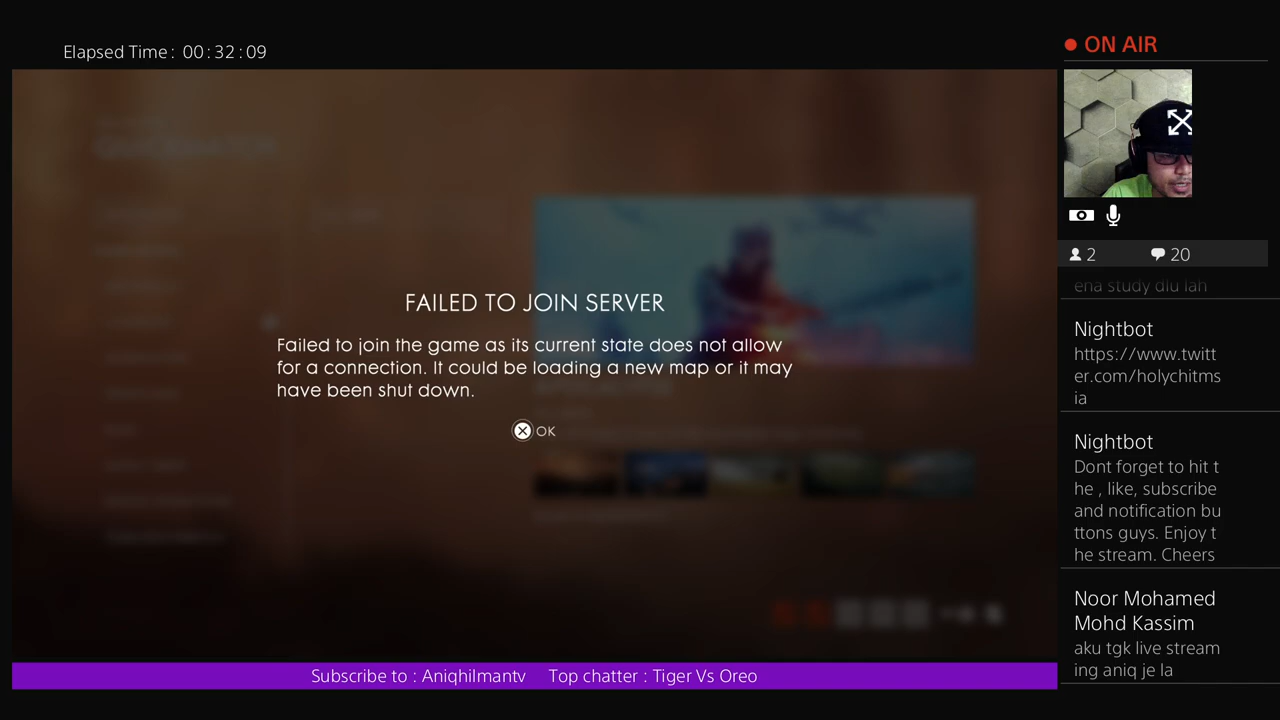 Elapsed Time : 00:32:09
ON AIR
2
20
FAILED TO JOIN SERVER
Failed to join the game as its current state does not allow
for a connection. It could be loading a new map or it may
have been shut down.
OK
Nightbot
https://www.twitt
er.com/holychitms
ia
Nightbot
Dont forget to hit t
he , like, subscribe
and notification bu
ttons guys. Enjoy t
he stream. Cheers
Noor Mohamed
Mohd Kassim
aku tgk live stream
ing aniq je la
Subscribe to : Aniqhilmantv Top chatter : Tiger Vs Oreo